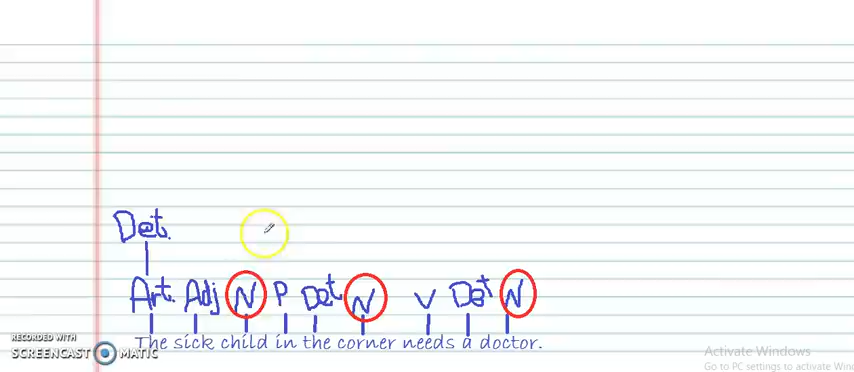 Det.
Art. Adj N P Det N V Det N
The sick child in the corner needs a doctor.
RECORDED WITH
SCREENCAST MATIC
Activate Windows
Go to PC settings to activate Win